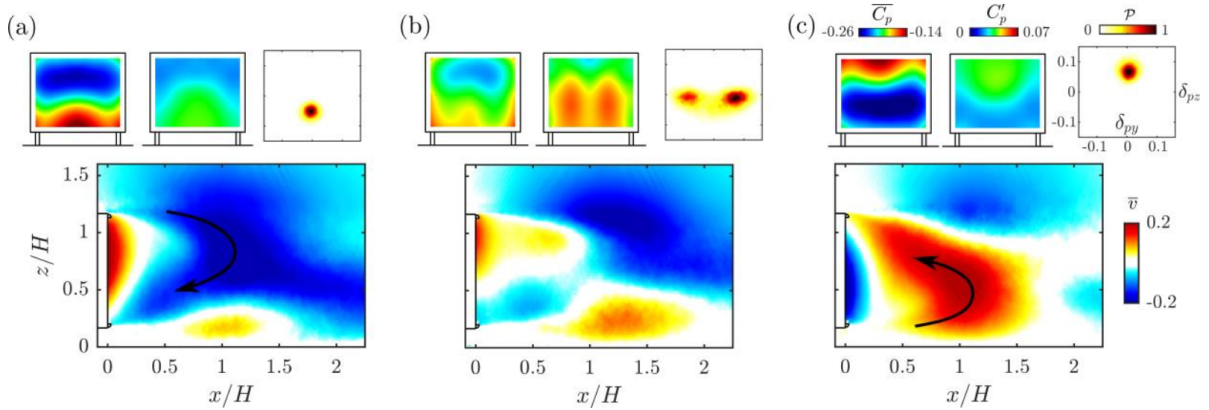 (a)
(b)
(c)
$\overline{C_p}$
-0.26 -0.14
$C_p'$
0 0.07
$\mathcal{P}$
0 1
0.1
0
-0.1
$\delta_{pz}$
$\delta_{py}$
-0.1 0 0.1
z/H
1.5
1
0.5
0
0 0.5 1 1.5 2
x/H
0 0.5 1 1.5 2
x/H
0 0.5 1 1.5 2
x/H
$\overline{v}$
0.2
-0.2